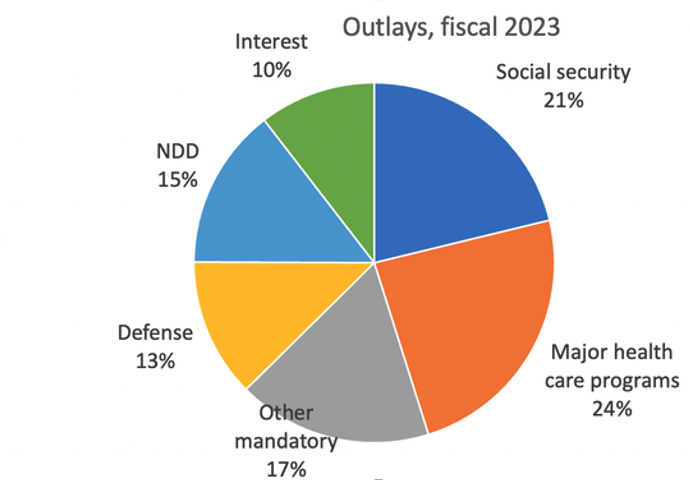 Outlays, fiscal 2023
Interest
10%
Social security
21%
NDD
15%
Defense
13%
Major health
care programs
24%
Other
mandatory
17%